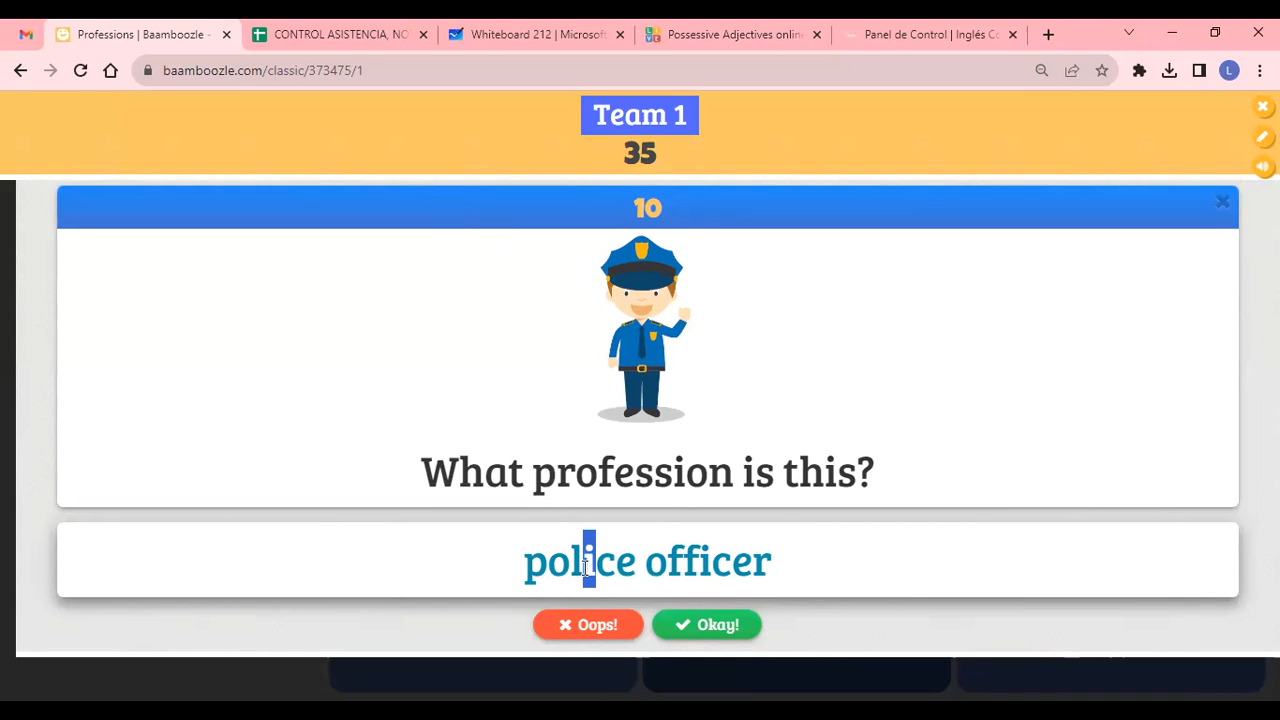 Professions | Baamboozle -
CONTROL ASISTENCIA, NO
Whiteboard 212 | Microsof
Possessive Adjectives onlin
Panel de Control | Inglés Co
baamboozle.com/classic/373475/1
L
Team 1
35
10
What profession is this?
police officer
Oops!
Okay!